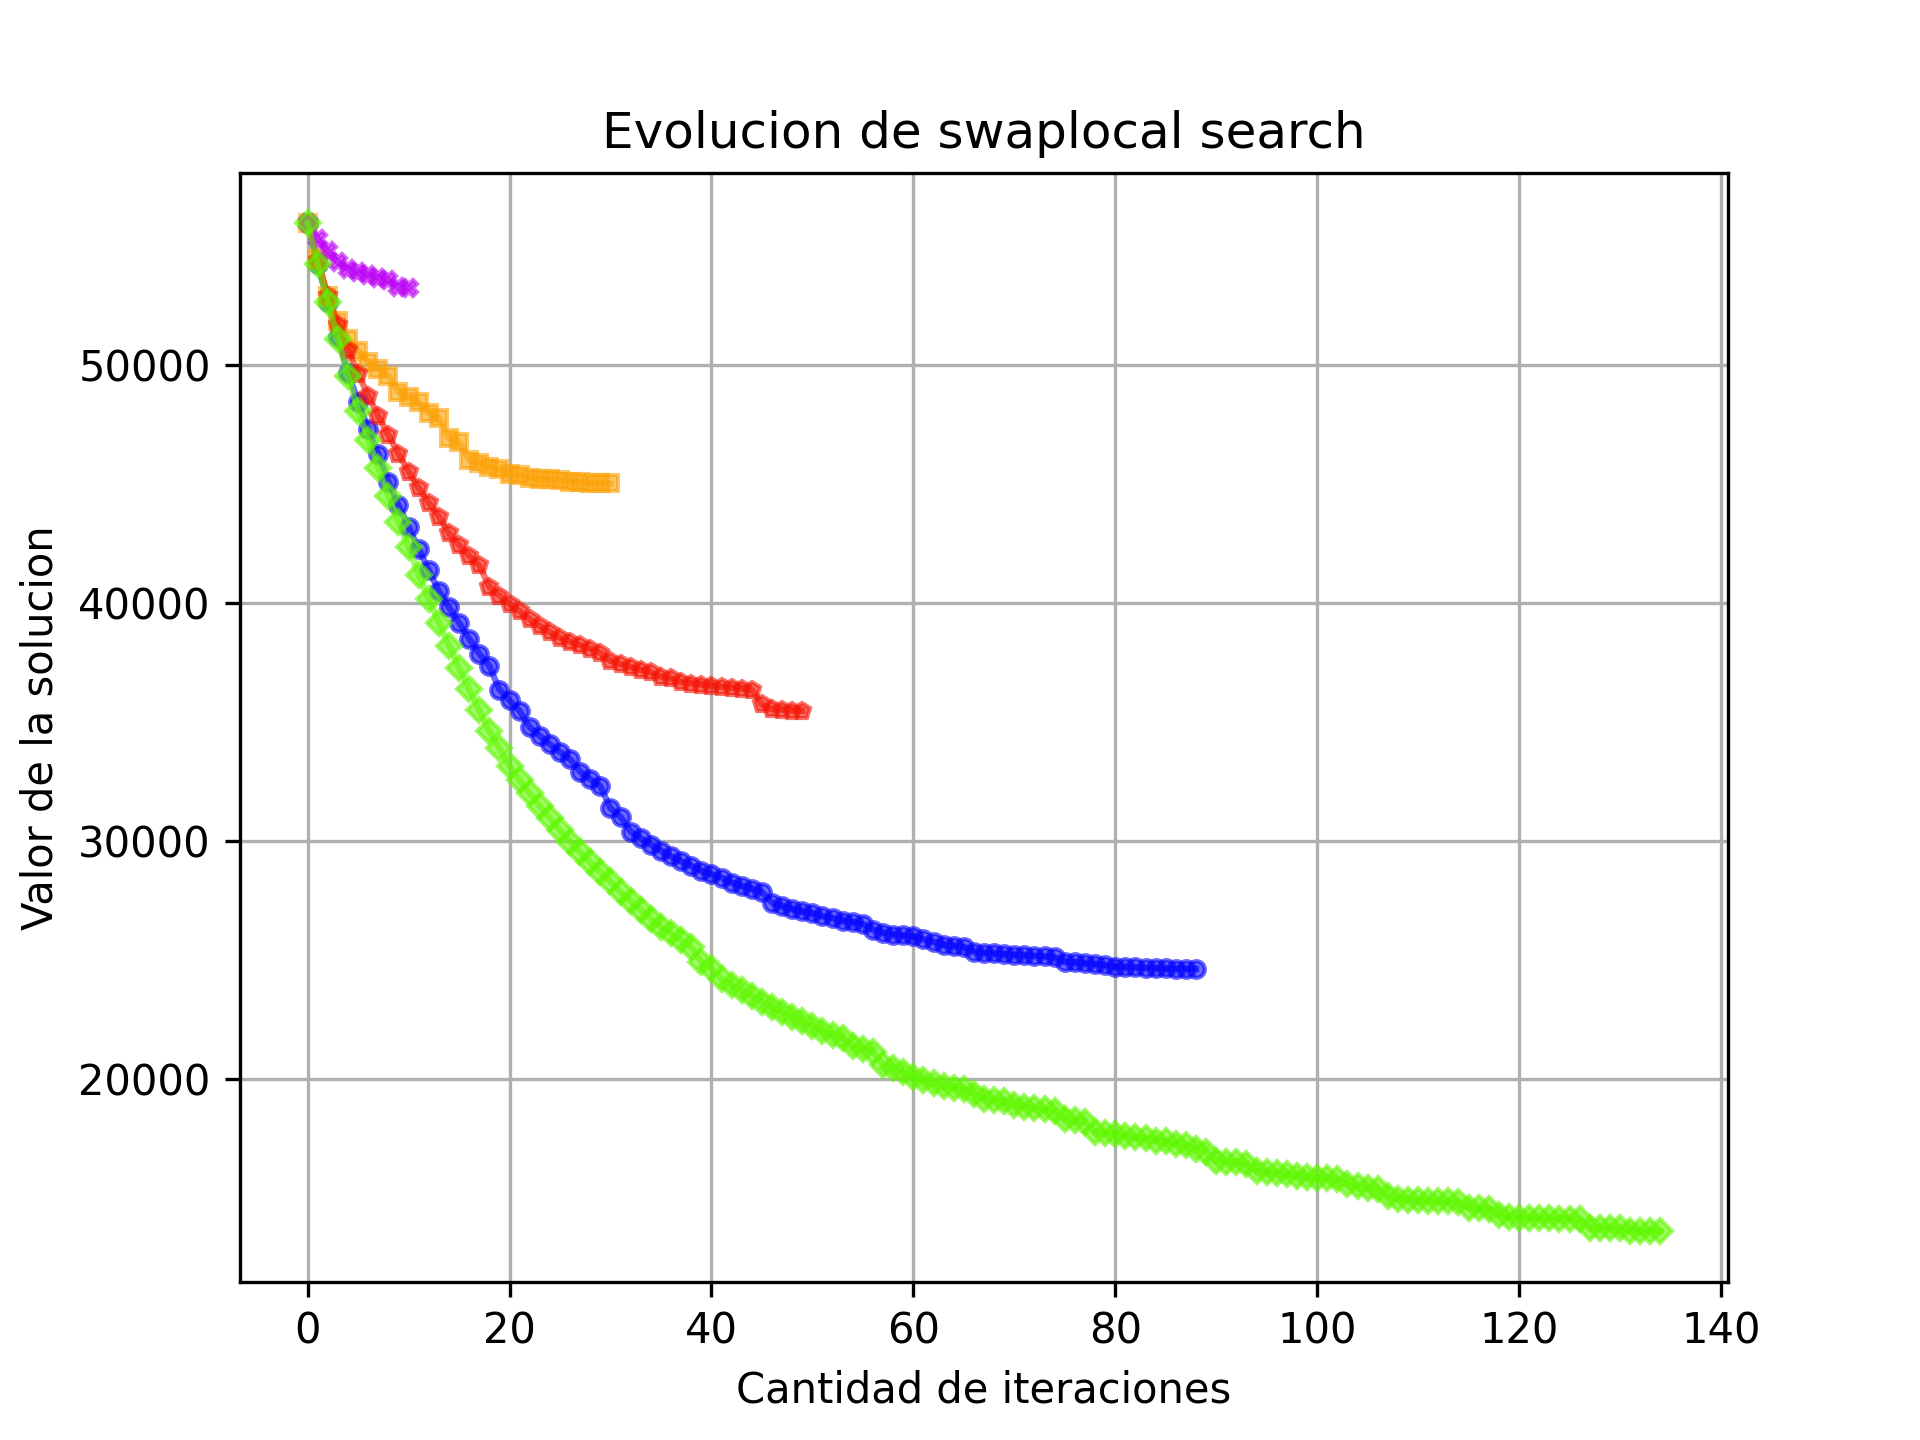 Evolucion de swaplocal search
Valor de la solucion
50000
40000
30000
20000
0 20 40 60 80 100 120 140
Cantidad de iteraciones